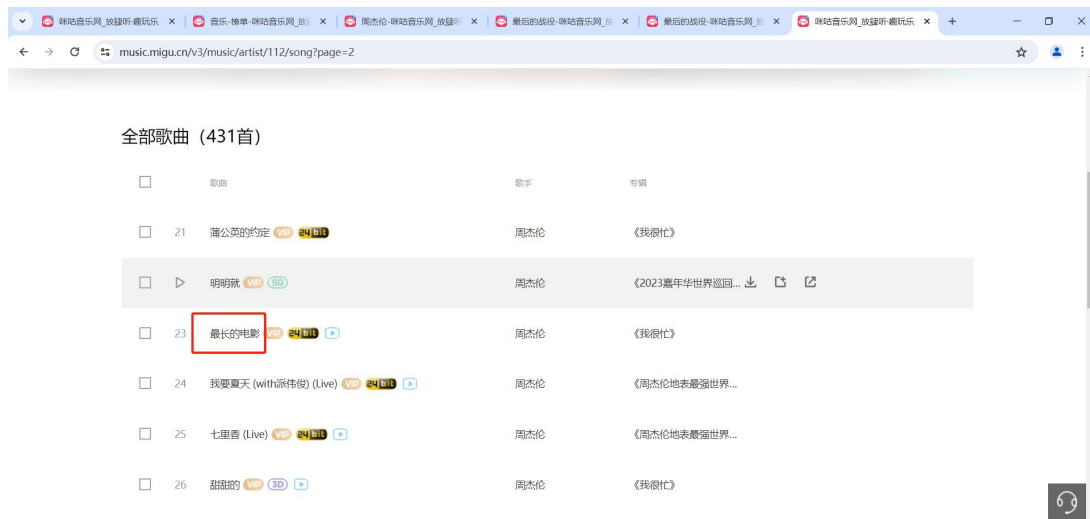 咪咕音乐网_放肆听·趣玩乐
音乐-榜单-咪咕音乐网_放
周杰伦-咪咕音乐网_放肆听
最后的战役-咪咕音乐网_放
最后的战役-咪咕音乐网_放
咪咕音乐网_放肆听·趣玩乐
music.migu.cn/v3/music/artist/112/song?page=2
全部歌曲（431首）
歌曲 歌手 专辑
21 蒲公英的约定 VIP 24bit 周杰伦 《我很忙》
明明就 VIP SQ 周杰伦 《2023嘉年华世界巡回...
23 最长的电影 VIP 24bit 周杰伦 《我很忙》
24 我要夏天 (with派伟俊) (Live) VIP 24bit 周杰伦 《周杰伦地表最强世界...
25 七里香 (Live) VIP 24bit 周杰伦 《周杰伦地表最强世界...
26 甜甜的 VIP 3D 周杰伦 《我很忙》